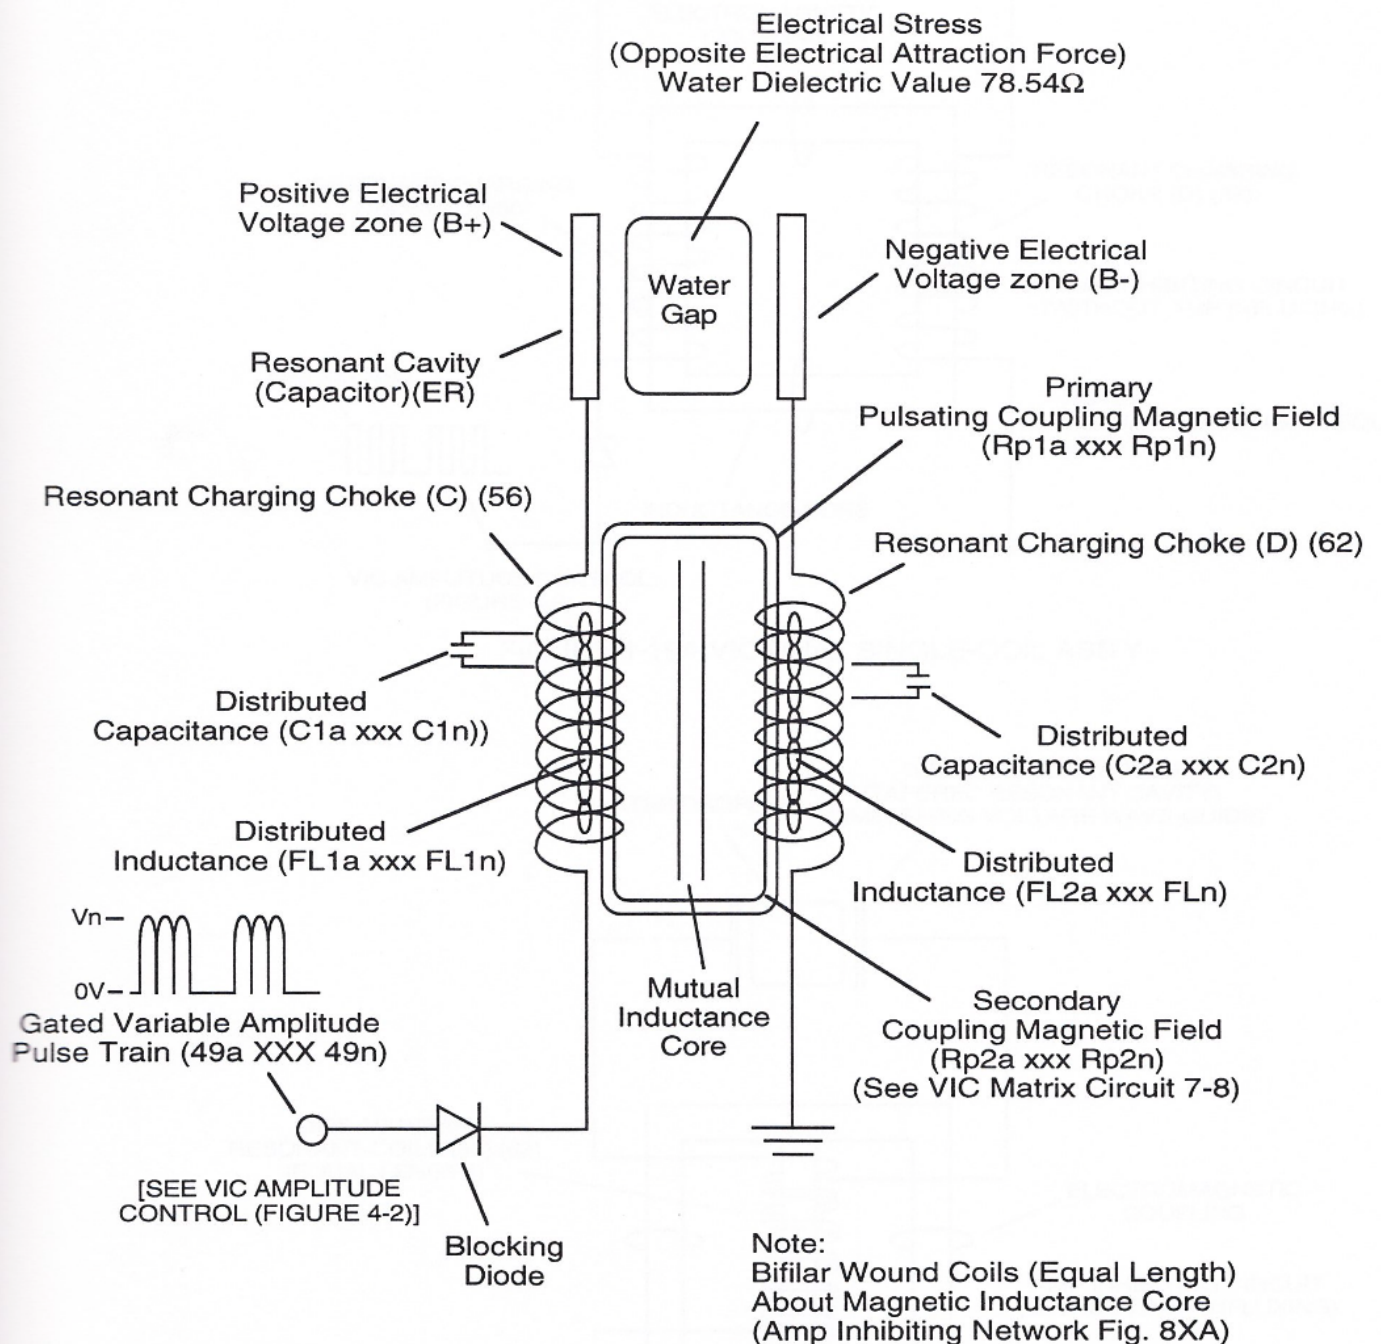 Electrical Stress
(Opposite Electrical Attraction Force)
Water Dielectric Value 78.54Ω
Positive Electrical
Voltage zone (B+)
Negative Electrical
Voltage zone (B-)
Water
Gap
Resonant Cavity
(Capacitor)(ER)
Primary
Pulsating Coupling Magnetic Field
(Rp1a xxx Rp1n)
Resonant Charging Choke (C) (56)
Resonant Charging Choke (D) (62)
Distributed
Capacitance (C1a xxx C1n))
Distributed
Capacitance (C2a xxx C2n)
Distributed
Inductance (FL1a xxx FL1n)
Distributed
Inductance (FL2a xxx FLn)
Vn
0V
Gated Variable Amplitude
Pulse Train (49a XXX 49n)
Mutual
Inductance
Core
Secondary
Coupling Magnetic Field
(Rp2a xxx Rp2n)
(See VIC Matrix Circuit 7-8)
[SEE VIC AMPLITUDE
CONTROL (FIGURE 4-2)]
Blocking
Diode
Note:
Bifilar Wound Coils (Equal Length)
About Magnetic Inductance Core
(Amp Inhibiting Network Fig. 8XA)